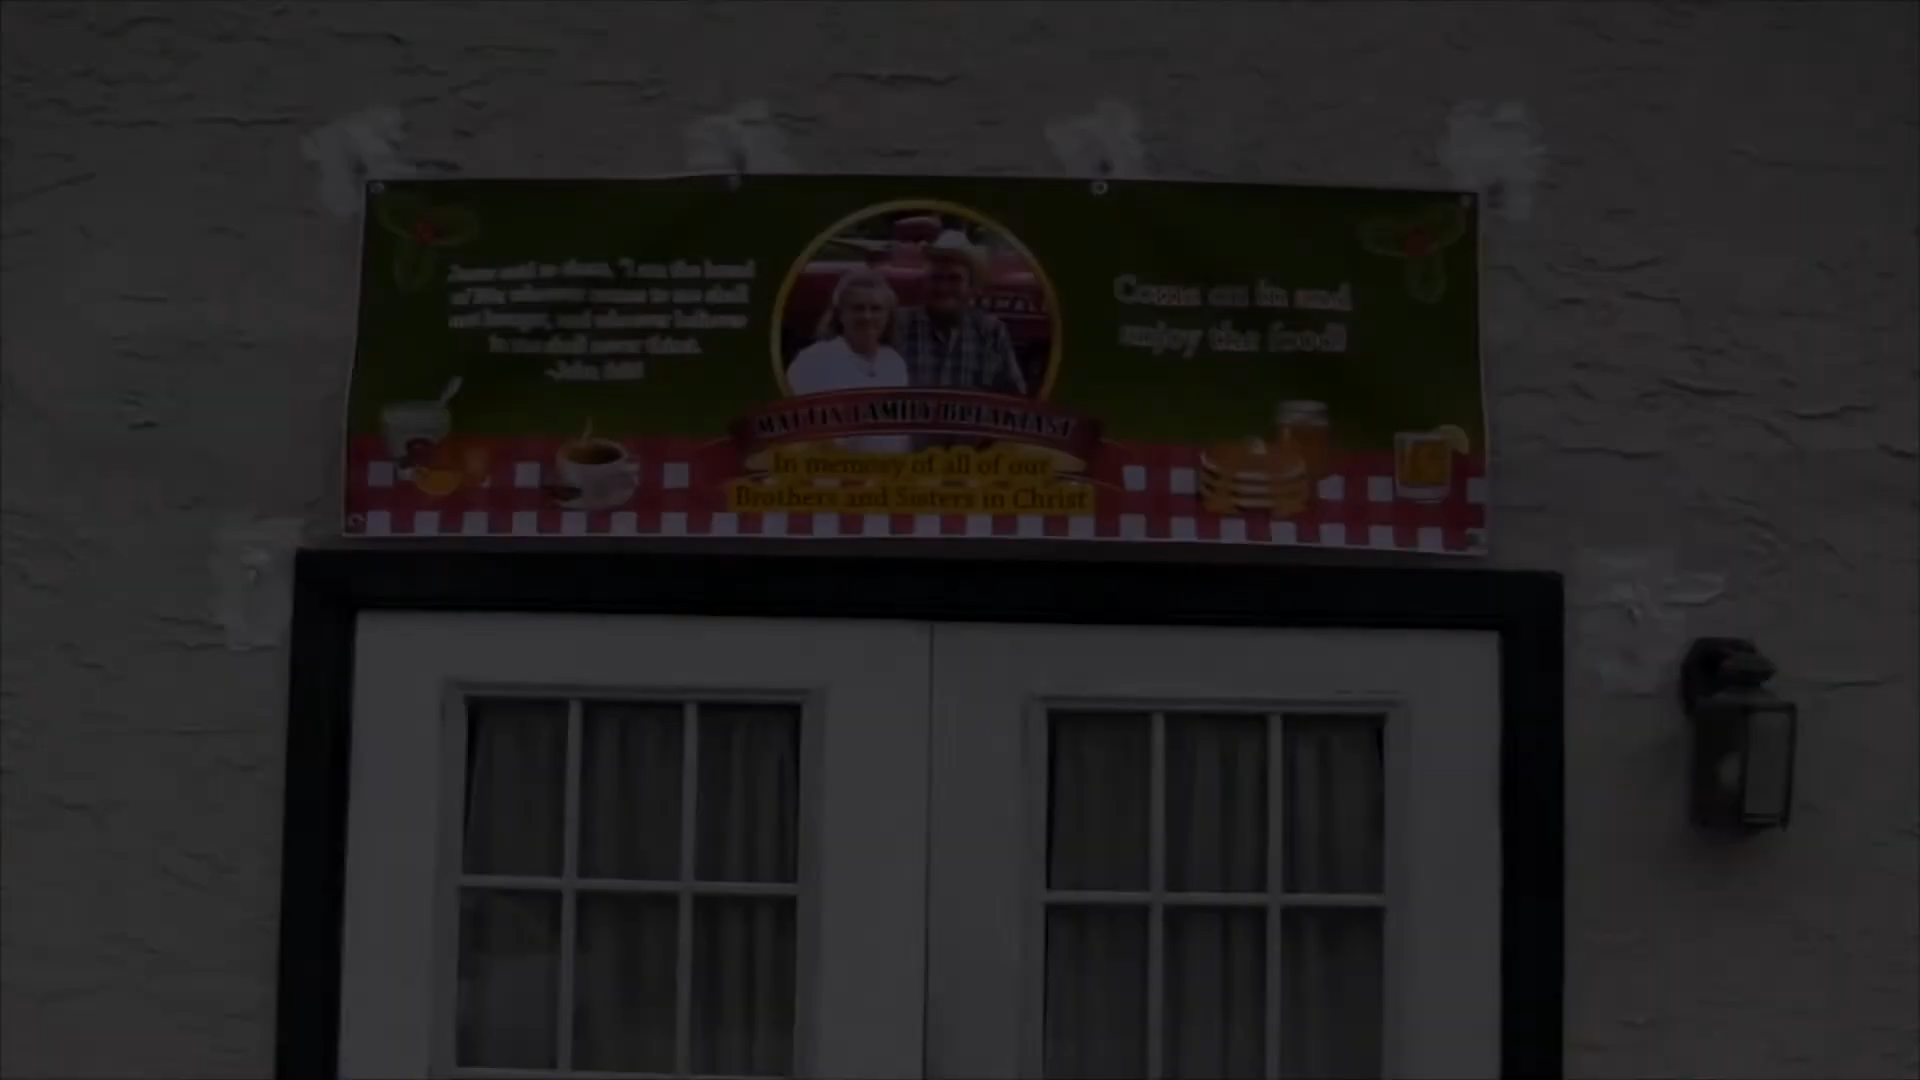 Jesus said to them, "I am the bread
of life; whoever comes to me shall
not hunger, and whoever believes
in me shall never thirst.
-John 6:35
Come on in and
enjoy the food!
FAMILY BREAKFAST
In memory of all of our
Brothers and Sisters in Christ